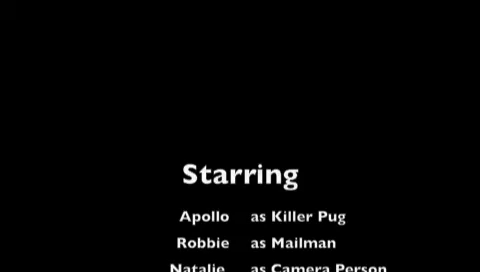 Starring
Apollo as Killer Pug
Robbie as Mailman
Natalie as Camera Person